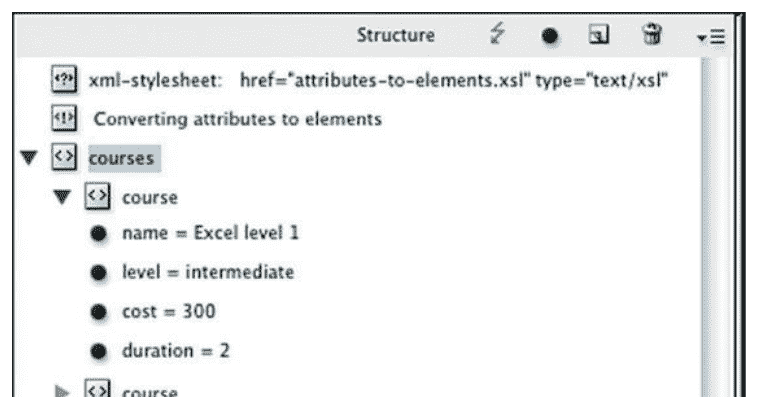 Structure
xml-stylesheet: href="attributes-to-elements.xsl" type="text/xsl"
Converting attributes to elements
courses
course
name = Excel level 1
level = intermediate
cost = 300
duration = 2
course